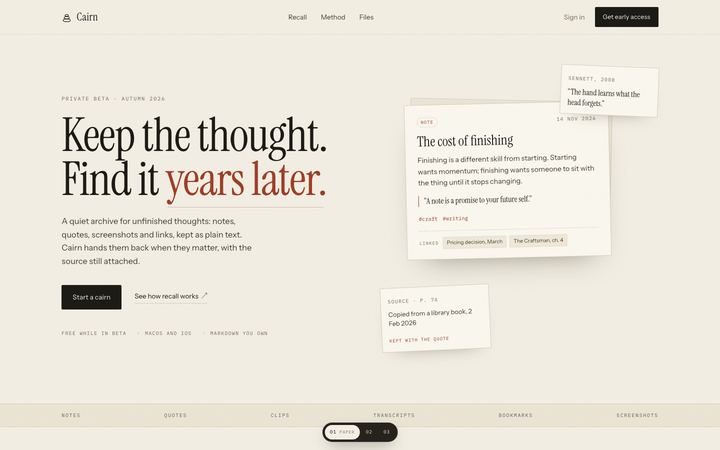 Cairn
Recall
Method
Files
Sign in
Get early access
PRIVATE BETA · AUTUMN 2026
Keep the thought.
Find it years later.
A quiet archive for unfinished thoughts: notes,
quotes, screenshots and links, kept as plain text.
Cairn hands them back when they matter, with the
source still attached.
Start a cairn
See how recall works ↗
FREE WHILE IN BETA · MACOS AND IOS · MARKDOWN YOU OWN
SENNETT, 2008
"The hand learns what the
head forgets."
NOTE
14 NOV 2024
The cost of finishing
Finishing is a different skill from starting. Starting
wants momentum; finishing wants someone to sit with
the thing until it stops changing.
"A note is a promise to your future self."
#craft #writing
LINKED
Pricing decision, March
The Craftsman, ch. 4
SOURCE · P. 74
Copied from a library book, 2
Feb 2026
KEPT WITH THE QUOTE
NOTES
QUOTES
CLIPS
TRANSCRIPTS
BOOKMARKS
SCREENSHOTS
01 PAPER
02
03